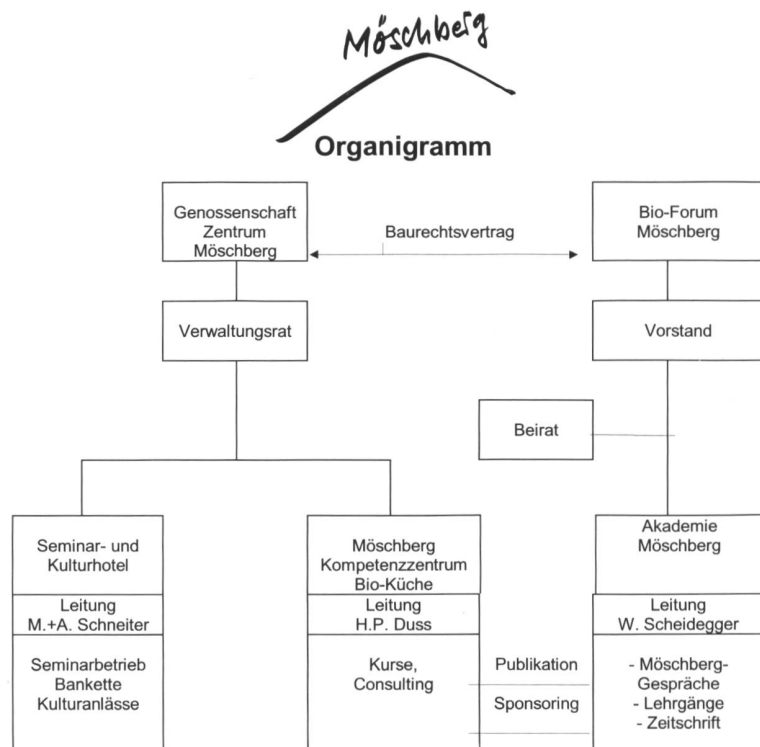 Möschberg
Organigramm
Genossenschaft
Zentrum
Möschberg
Baurechtsvertrag
Bio-Forum
Möschberg
Verwaltungsrat
Vorstand
Beirat
Seminar- und
Kulturhotel
Möschberg
Kompetenzzentrum
Bio-Küche
Akademie
Möschberg
Leitung
M.+A. Schneiter
Leitung
H.P. Duss
Leitung
W. Scheidegger
Seminarbetrieb
Bankette
Kulturanlässe
Kurse,
Consulting
Publikation
Sponsoring
- Möschberg-
Gespräche
- Lehrgänge
- Zeitschrift